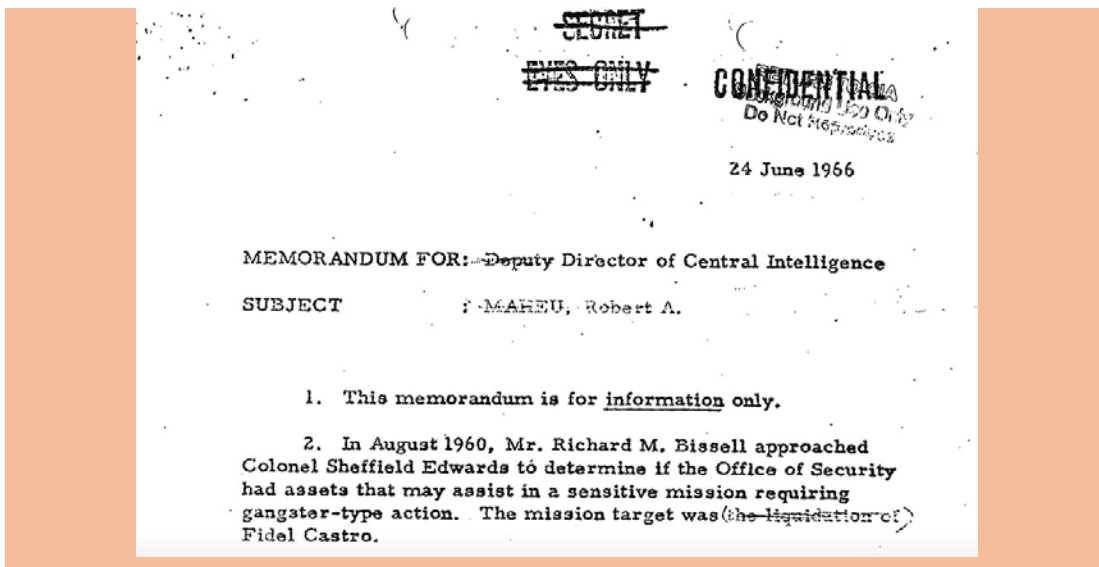 SECRET
EYES ONLY
CONFIDENTIAL
Background Use Only
Do Not Reproduce
24 June 1966
MEMORANDUM FOR: Deputy Director of Central Intelligence
SUBJECT : MAHEU, Robert A.
1. This memorandum is for information only.
2. In August 1960, Mr. Richard M. Bissell approached
Colonel Sheffield Edwards to determine if the Office of Security
had assets that may assist in a sensitive mission requiring
gangster-type action. The mission target was (the liquidation of)
Fidel Castro.